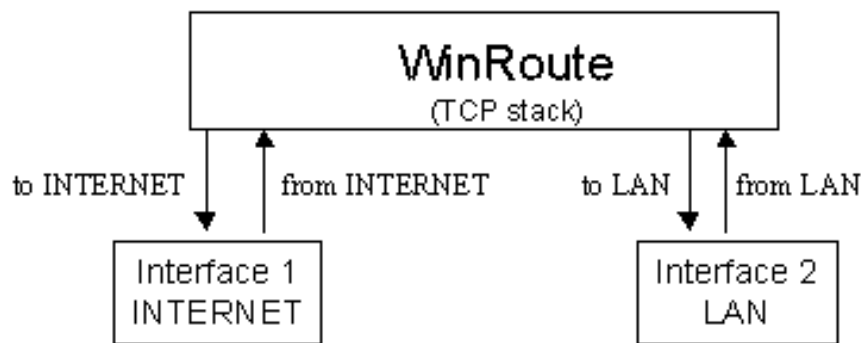 WinRoute
(TCP stack)
to INTERNET
from INTERNET
to LAN
from LAN
Interface 1
INTERNET
Interface 2
LAN